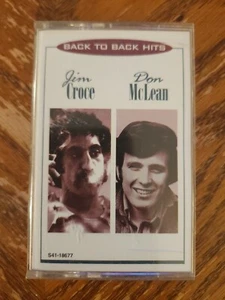 BACK TO BACK HITS
Jim Croce
Don McLean
S41-18677